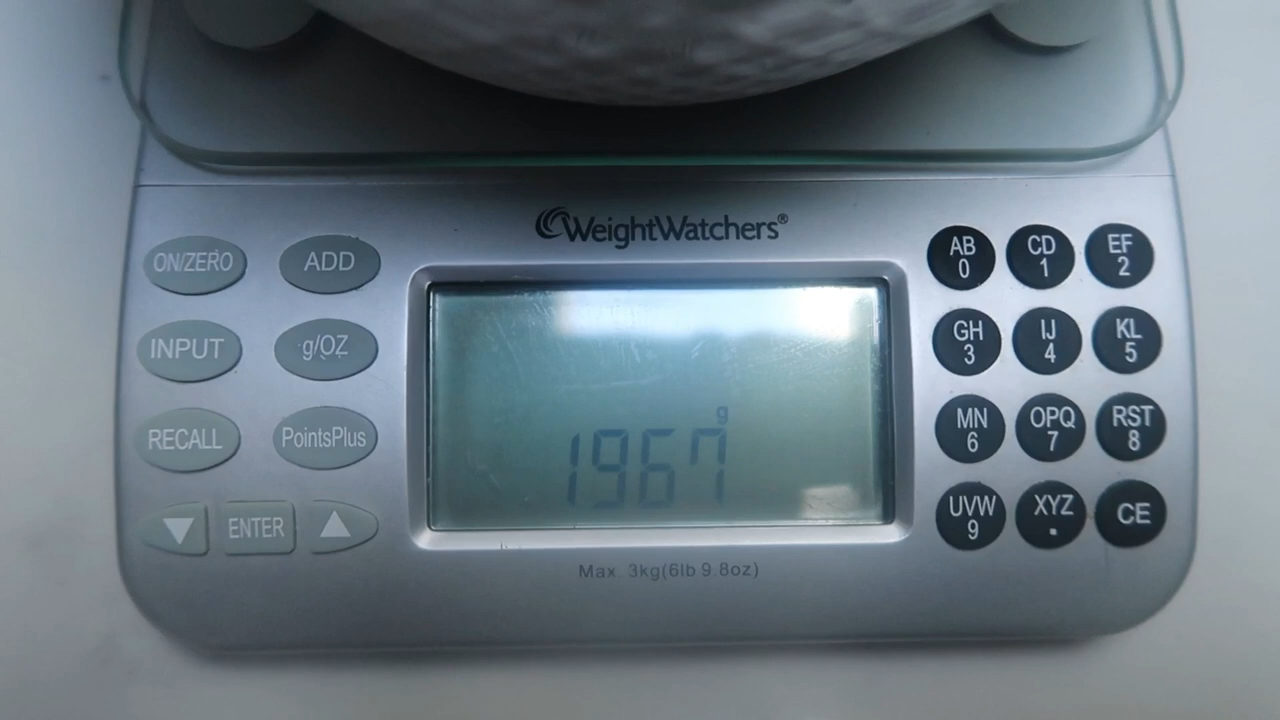 WeightWatchers®
ON/ZERO ADD
INPUT g/OZ
RECALL PointsPlus
▼ ENTER ▲
g
1967
Max. 3kg(6lb 9.8oz)
AB CD EF
0 1 2
GH IJ KL
3 4 5
MN OPQ RST
6 7 8
UVW XYZ CE
9 .